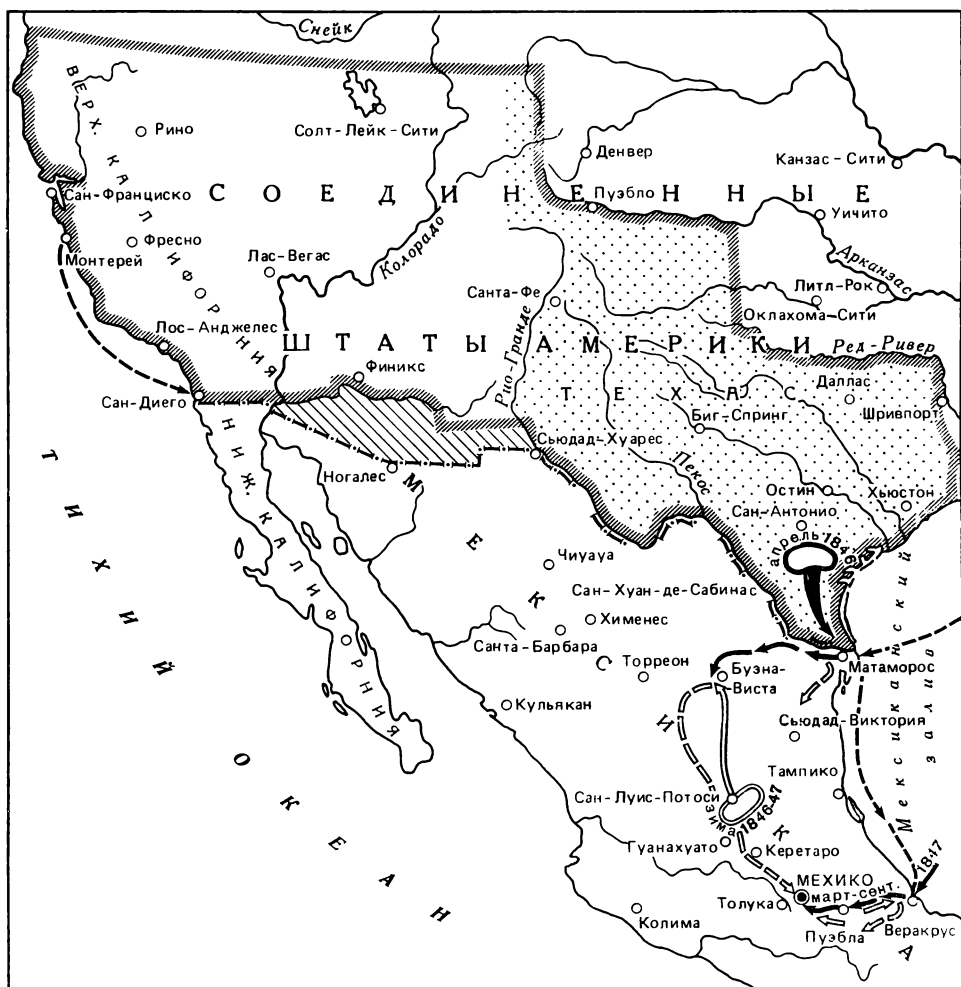 Снейк
ВЕРХ. КАЛИФОРНИЯ
Рино
Солт-Лейк-Сити
Денвер
Канзас-Сити
Сан-Франциско
СОЕДИНЕННЫЕ
Пуэбло
Уичито
Монтерей
Фресно
Лас-Вегас
Колорадо
Арканзас
Санта-Фе
Литл-Рок
Оклахома-Сити
Лос-Анджелес
ШТАТЫ АМЕРИКИ
Ред-Ривер
Финикс
Рио-Гранде
ТЕХАС
Даллас
Сан-Диего
Биг-Спринг
Шривпорт
НИЖ. КАЛИФОРНИЯ
Сьюдад-Хуарес
Ногалес
Пекос
Остин
Хьюстон
Сан-Антонио
апрель 1846
ТИХИЙ ОКЕАН
МЕКСИКА
Чиуауа
Сан-Хуан-де-Сабинас
Хименес
Санта-Барбара
Торреон
Буэна-
Виста
Матаморос
Мексиканский
залив
Кульякан
Сьюдад-Виктория
Тампико
Сан-Луис-Потоси
зима 1846-47
Гуанахуато
Керетаро
1847
МЕХИКО
март-сент.
Толука
Колима
Пуэбла
Веракрус